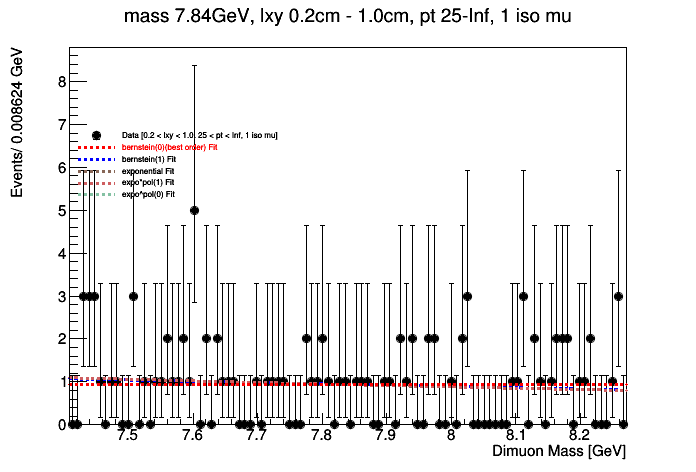 mass 7.84GeV, lxy 0.2cm - 1.0cm, pt 25-Inf, 1 iso mu
Events/ 0.008624 GeV
8
7
6
5
4
3
2
1
0
Data [0.2 < lxy < 1.0, 25 < pt < Inf, 1 iso mu]
bernstein(0)(best order) Fit
bernstein(1) Fit
exponential Fit
expo*pol(1) Fit
expo^pol(0) Fit
7.5 7.6 7.7 7.8 7.9 8 8.1 8.2
Dimuon Mass [GeV]